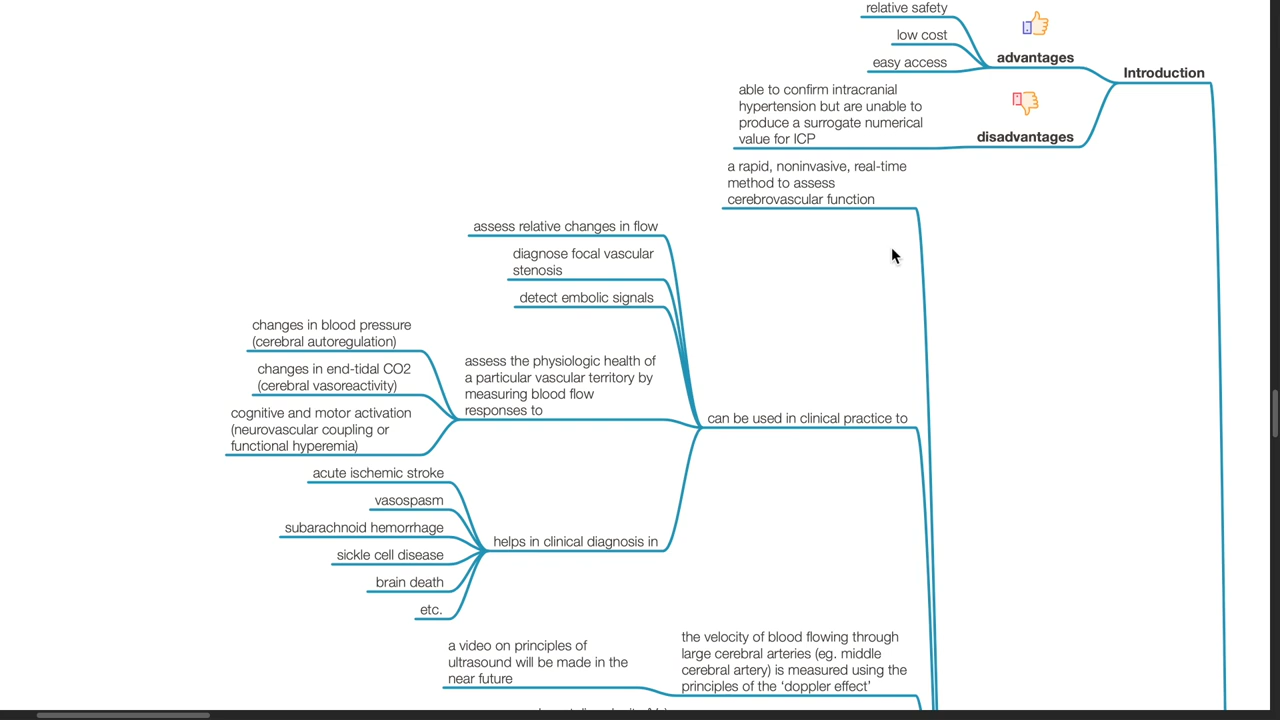 relative safety
low cost
easy access
advantages
Introduction
able to confirm intracranial
hypertension but are unable to
produce a surrogate numerical
value for ICP
disadvantages
a rapid, noninvasive, real-time
method to assess
cerebrovascular function
assess relative changes in flow
diagnose focal vascular
stenosis
detect embolic signals
changes in blood pressure
(cerebral autoregulation)
changes in end-tidal CO2
(cerebral vasoreactivity)
cognitive and motor activation
(neurovascular coupling or
functional hyperemia)
assess the physiologic health of
a particular vascular territory by
measuring blood flow
responses to
can be used in clinical practice to
acute ischemic stroke
vasospasm
subarachnoid hemorrhage
sickle cell disease
brain death
etc.
helps in clinical diagnosis in
a video on principles of
ultrasound will be made in the
near future
the velocity of blood flowing through
large cerebral arteries (eg. middle
cerebral artery) is measured using the
principles of the ‘doppler effect’